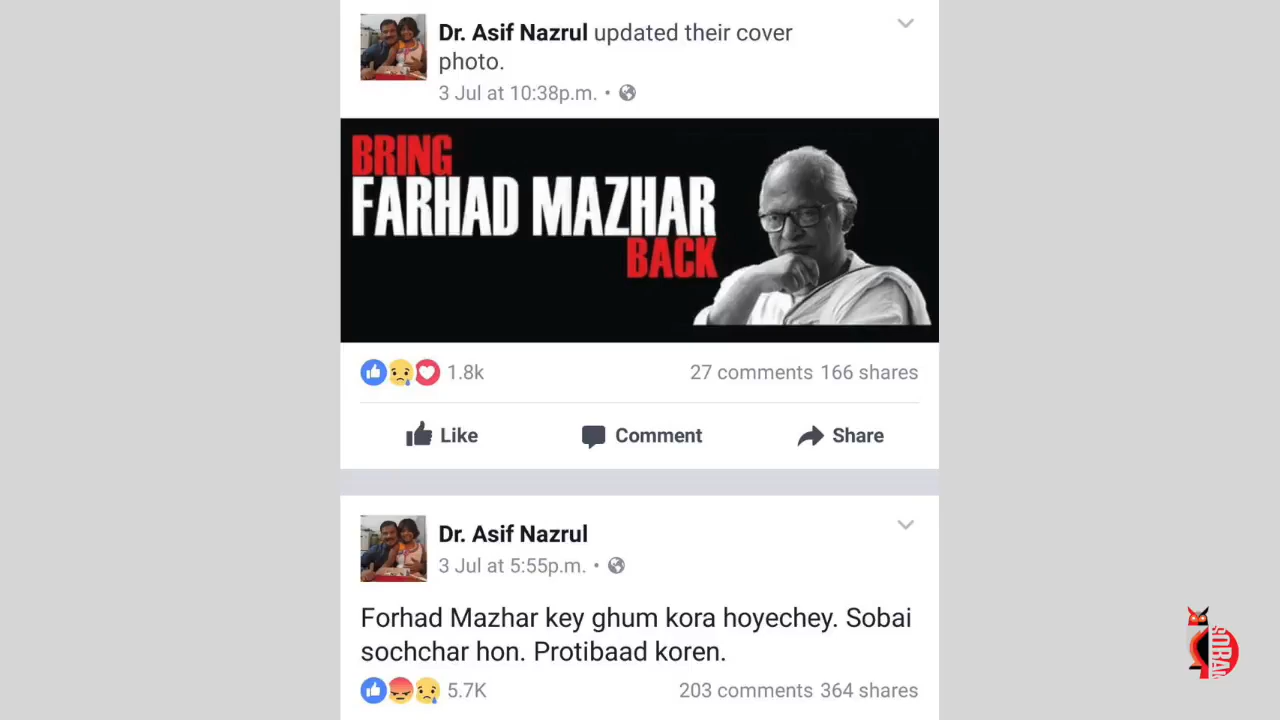 Dr. Asif Nazrul updated their cover
photo.
3 Jul at 10:38p.m. •
BRING
FARHAD MAZHAR
BACK
1.8k
27 comments 166 shares
Like
Comment
Share
Dr. Asif Nazrul
3 Jul at 5:55p.m. •
Forhad Mazhar key ghum kora hoyechey. Sobai
sochchar hon. Protibaad koren.
5.7K
203 comments 364 shares